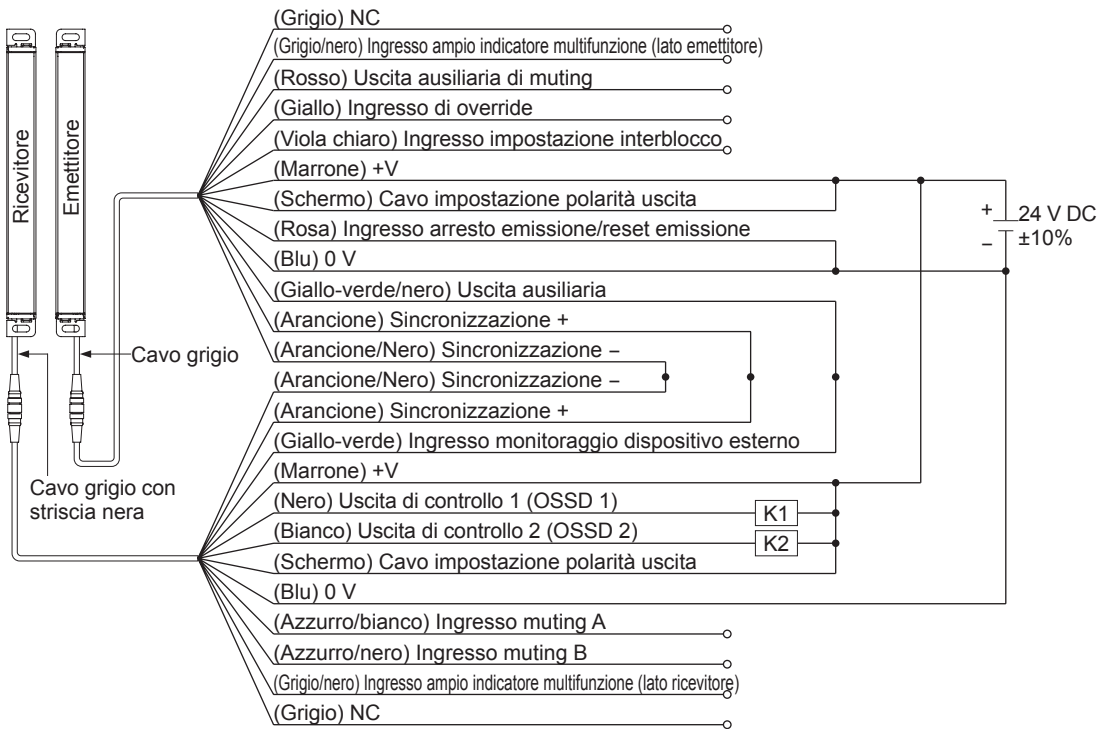 (Grigio) NC
(Grigio/nero) Ingresso ampio indicatore multifunzione (lato emettitore)
(Rosso) Uscita ausiliaria di muting
(Giallo) Ingresso di override
(Viola chiaro) Ingresso impostazione interblocco
(Marrone) +V
(Schermo) Cavo impostazione polarità uscita
(Rosa) Ingresso arresto emissione/reset emissione
(Blu) 0 V
(Giallo-verde/nero) Uscita ausiliaria
(Arancione) Sincronizzazione +
(Arancione/Nero) Sincronizzazione –
(Arancione/Nero) Sincronizzazione –
(Arancione) Sincronizzazione +
(Giallo-verde) Ingresso monitoraggio dispositivo esterno
(Marrone) +V
(Nero) Uscita di controllo 1 (OSSD 1)
K1
(Bianco) Uscita di controllo 2 (OSSD 2)
K2
(Schermo) Cavo impostazione polarità uscita
(Blu) 0 V
(Azzurro/bianco) Ingresso muting A
(Azzurro/nero) Ingresso muting B
(Grigio/nero) Ingresso ampio indicatore multifunzione (lato ricevitore)
(Grigio) NC
Ricevitore
Emettitore
Cavo grigio
Cavo grigio con
striscia nera
+
24 V DC
–
±10%